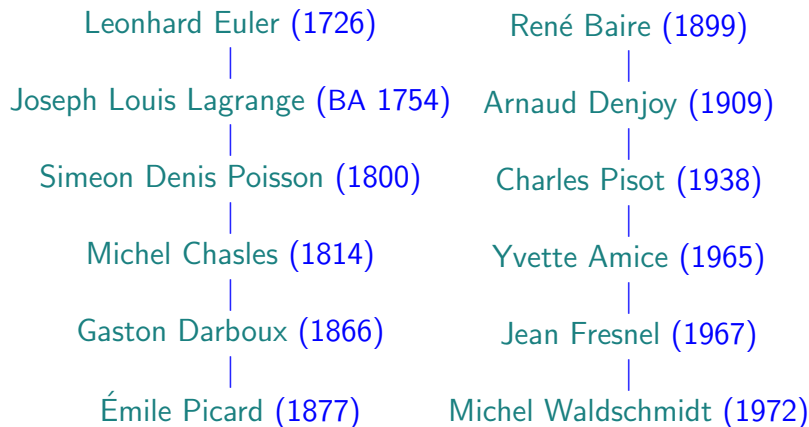 Leonhard Euler (1726)
Joseph Louis Lagrange (BA 1754)
Simeon Denis Poisson (1800)
Michel Chasles (1814)
Gaston Darboux (1866)
Émile Picard (1877)
René Baire (1899)
Arnaud Denjoy (1909)
Charles Pisot (1938)
Yvette Amice (1965)
Jean Fresnel (1967)
Michel Waldschmidt (1972)